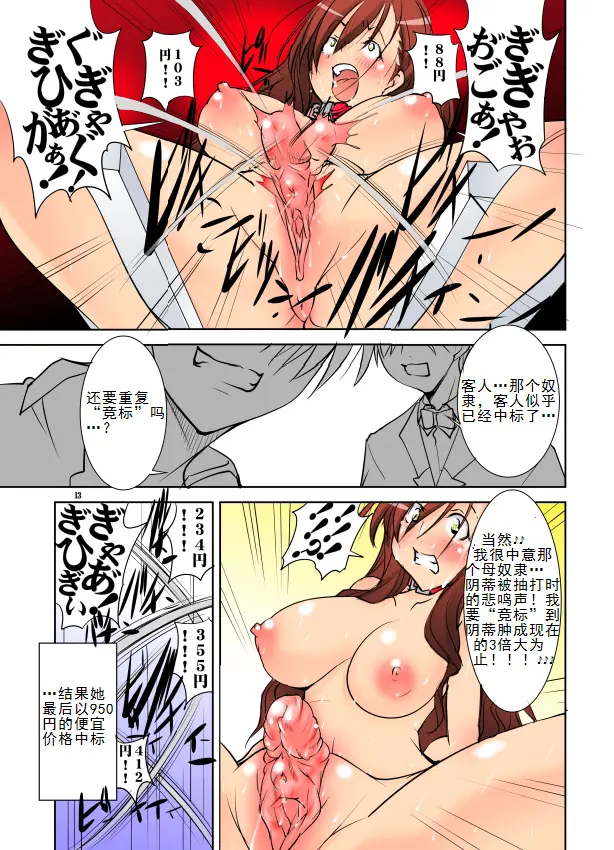 ぎぎゃお
おごぁ!
88円!!
103円!!
ぐぎゃあぐ!
ぎひぁがぁ!!
客人…那个奴
隶，客人似乎
已经中标了…
还要重复
“竞标”吗
…？
当然♪♪
我很中意那
个母奴隶…
阴蒂被抽打时
的悲鸣声！我
要“竞标”到
阴蒂肿成现在
的3倍大为
止！！！♪♪♪
234円!!!
355円!!!
412円!!
ぎゃあ゛!
ぎひぎぃ
…结果她
最后以950
円的便宜
价格中标
13